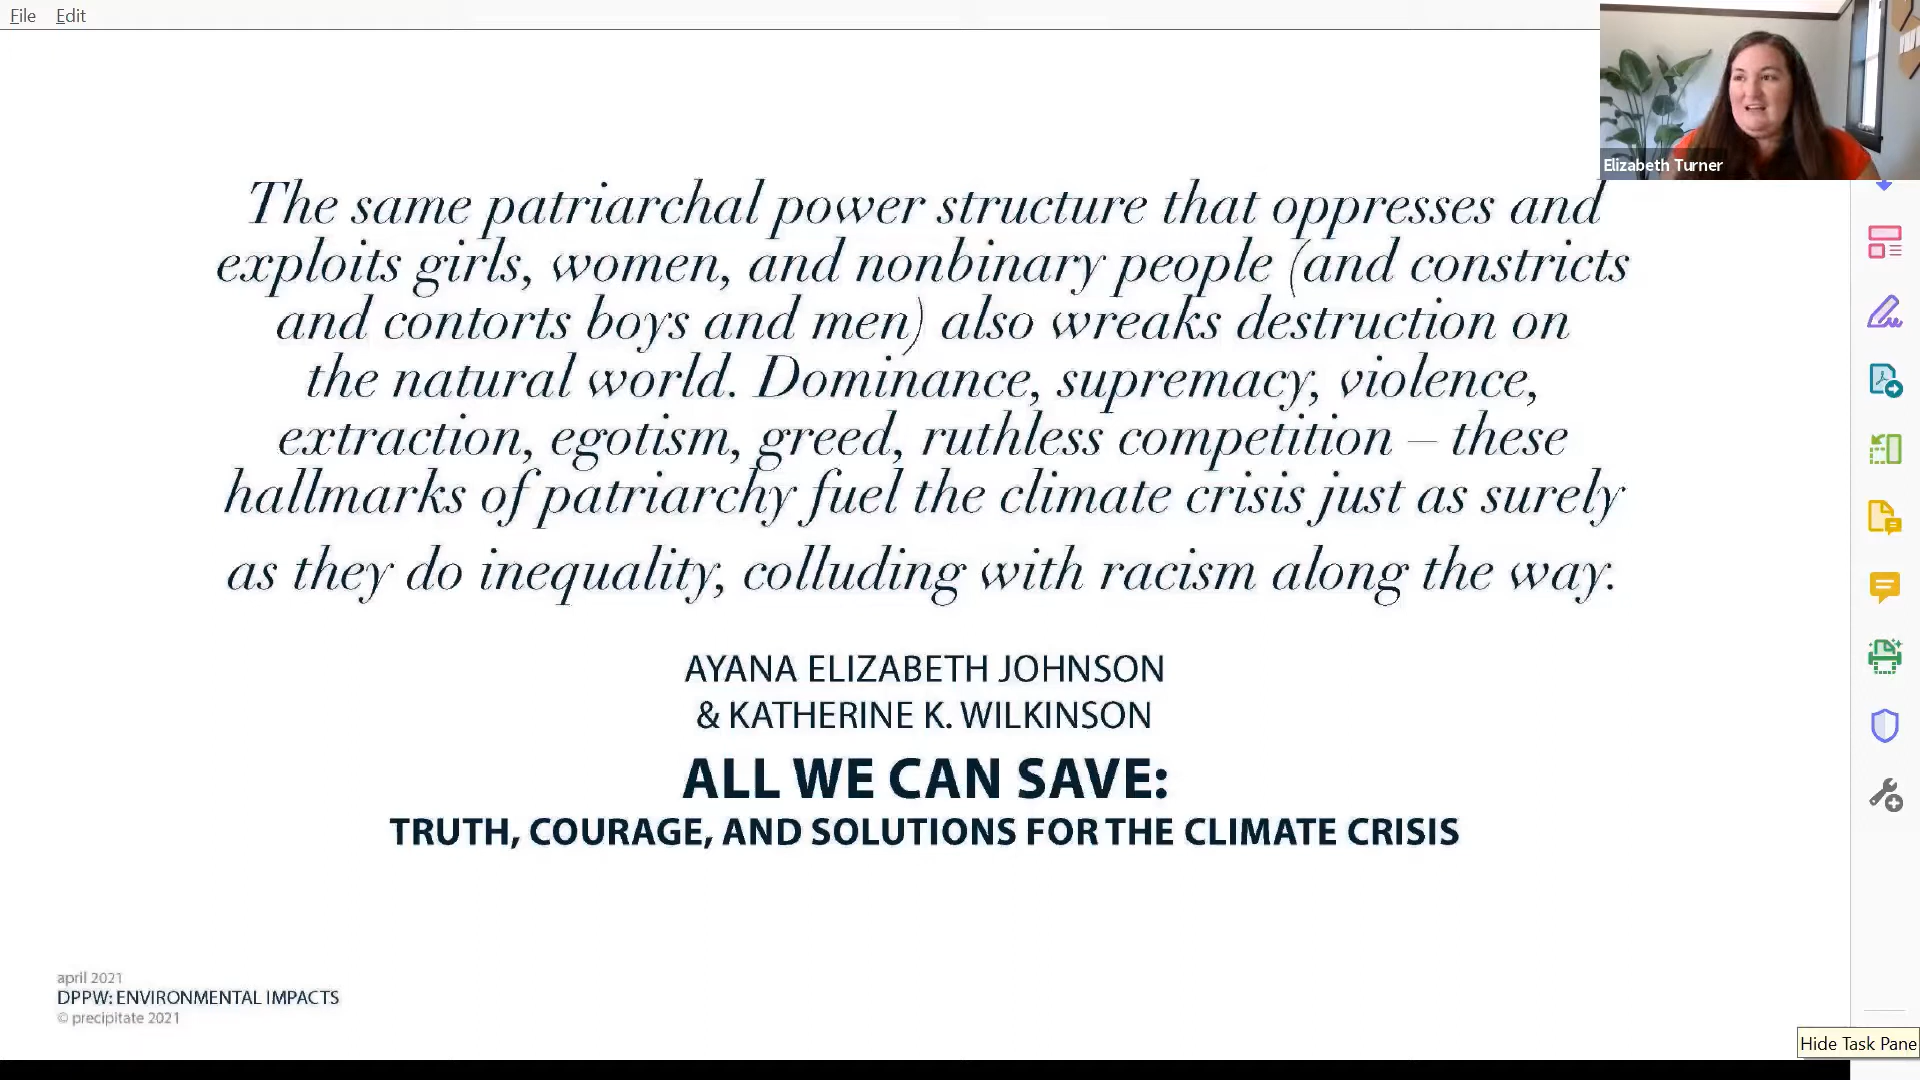 File Edit
Elizabeth Turner
The same patriarchal power structure that oppresses and
exploits girls, women, and nonbinary people (and constricts
and contorts boys and men) also wreaks destruction on
the natural world. Dominance, supremacy, violence,
extraction, egotism, greed, ruthless competition – these
hallmarks of patriarchy fuel the climate crisis just as surely
as they do inequality, colluding with racism along the way.
AYANA ELIZABETH JOHNSON
& KATHERINE K. WILKINSON
ALL WE CAN SAVE:
TRUTH, COURAGE, AND SOLUTIONS FOR THE CLIMATE CRISIS
april 2021
DPPW: ENVIRONMENTAL IMPACTS
© precipitate 2021
Hide Task Pane